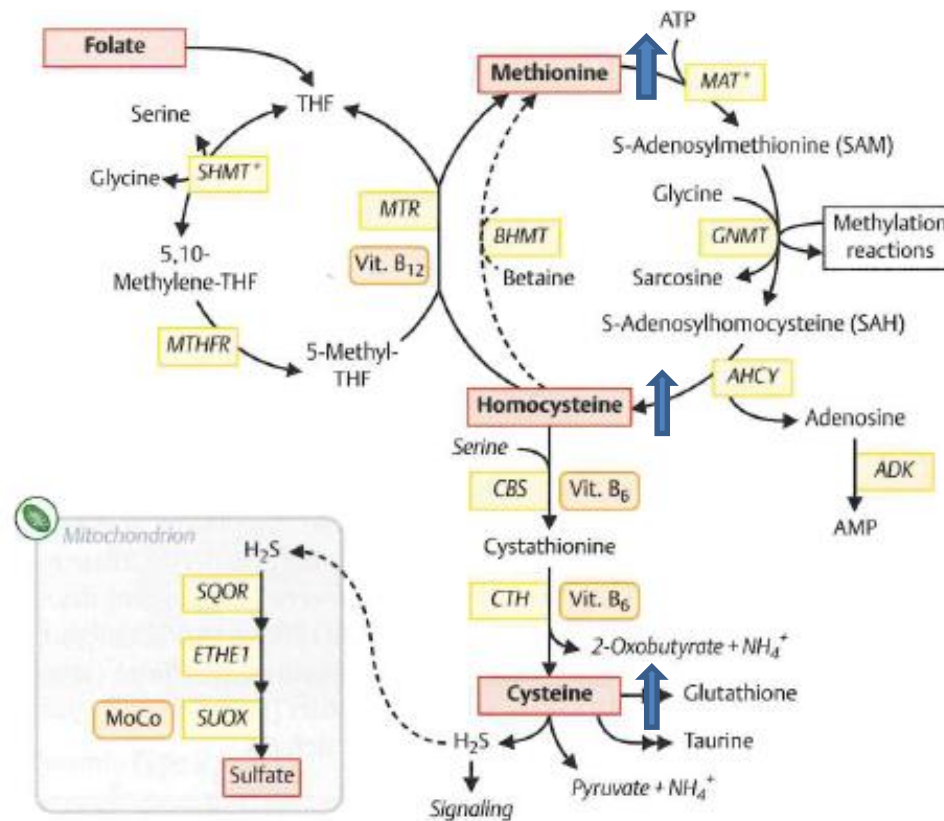 Folate
THF
Serine
Glycine
SHMT*
5,10-
Methylene-THF
MTHFR
5-Methyl-
THF
MTR
Vit. B₁₂
Methionine
ATP
MAT*
S-Adenosylmethionine (SAM)
Glycine
GNMT
Methylation
reactions
Sarcosine
S-Adenosylhomocysteine (SAH)
BHMT
Betaine
AHCY
Adenosine
ADK
AMP
Homocysteine
Serine
CBS
Vit. B₆
Cystathionine
CTH
Vit. B₆
2-Oxobutyrate + NH₄⁺
Cysteine
Glutathione
Taurine
H₂S
Pyruvate + NH₄⁺
Signaling
Mitochondrion
H₂S
SQOR
ETHE1
MoCo
SUOX
Sulfate